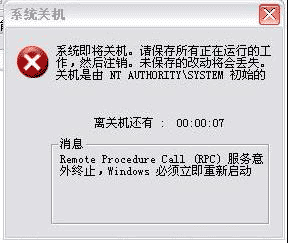 系统关机
系统即将关机。请保存所有正在运行的工
作，然后注销。未保存的改动将会丢失。
关机是由 NT AUTHORITY\SYSTEM 初始的
离关机还有 : 00:00:07
消息
Remote Procedure Call (RPC) 服务意
外终止，Windows 必须立即重新启动